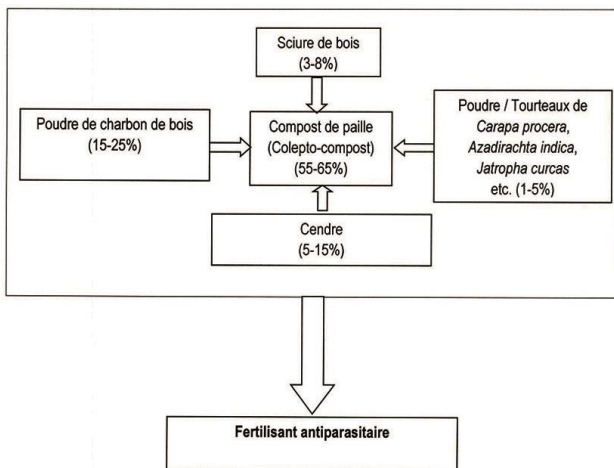 Sciure de bois
(3-8%)
Poudre de charbon de bois
(15-25%)
Compost de paille
(Colepto-compost)
(55-65%)
Poudre / Tourteaux de
Carapa procera,
Azadirachta indica,
Jatropha curcas
etc. (1-5%)
Cendre
(5-15%)
Fertilisant antiparasitaire